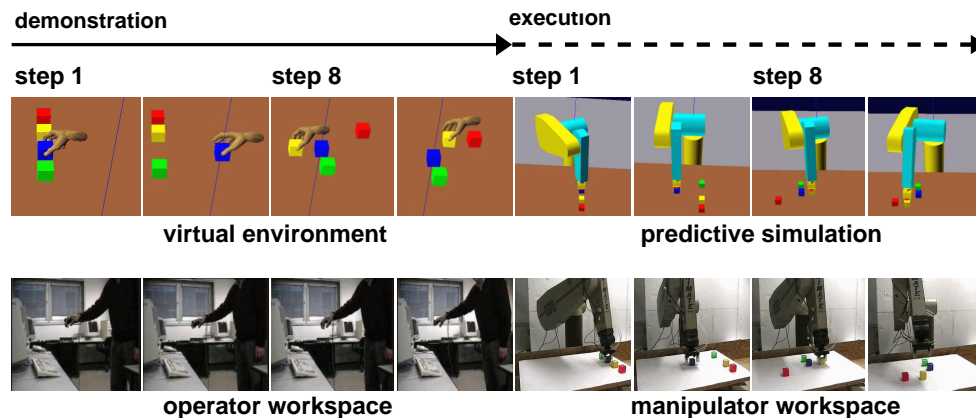 demonstration
execution
step 1
step 8
step 1
step 8
virtual environment
predictive simulation
operator workspace
manipulator workspace